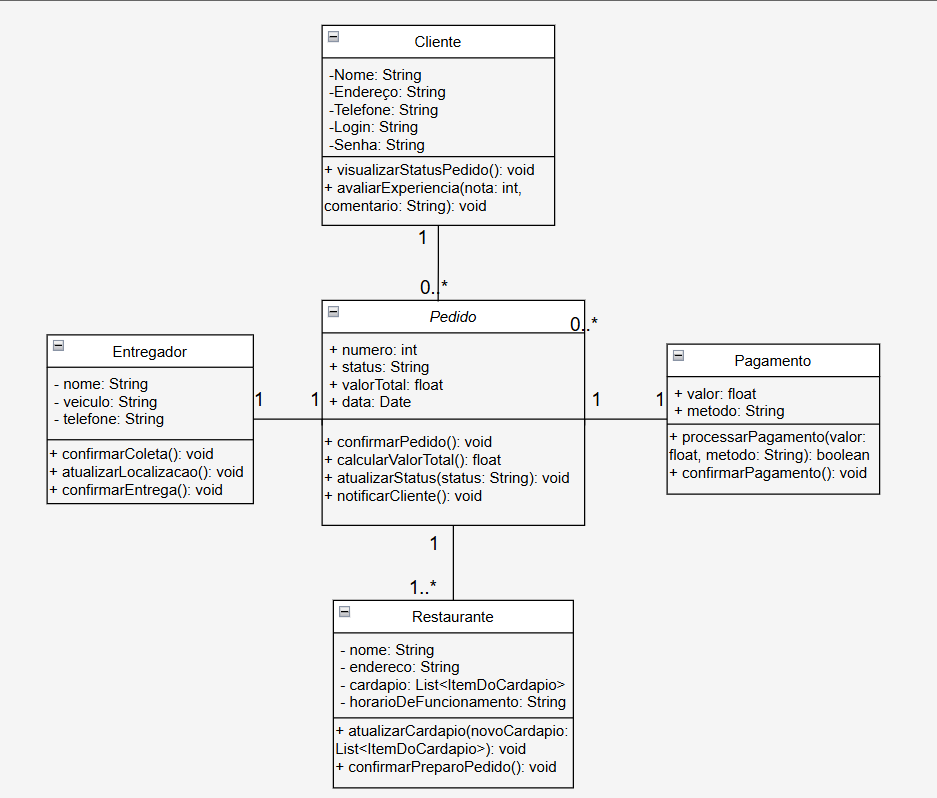 Cliente
-Nome: String
-Endereço: String
-Telefone: String
-Login: String
-Senha: String
+ visualizarStatusPedido(): void
+ avaliarExperiencia(nota: int,
comentario: String): void
1
0..*
Pedido
0..*
+ numero: int
+ status: String
+ valorTotal: float
+ data: Date
+ confirmarPedido(): void
+ calcularValorTotal(): float
+ atualizarStatus(status: String): void
+ notificarCliente(): void
Entregador
- nome: String
- veiculo: String
- telefone: String
+ confirmarColeta(): void
+ atualizarLocalizacao(): void
+ confirmarEntrega(): void
1
1
1
1
Pagamento
+ valor: float
+ metodo: String
+ processarPagamento(valor:
float, metodo: String): boolean
+ confirmarPagamento(): void
1
1..*
Restaurante
- nome: String
- endereco: String
- cardapio: List<ItemDoCardapio>
- horarioDeFuncionamento: String
+ atualizarCardapio(novoCardapio:
List<ItemDoCardapio>): void
+ confirmarPreparoPedido(): void